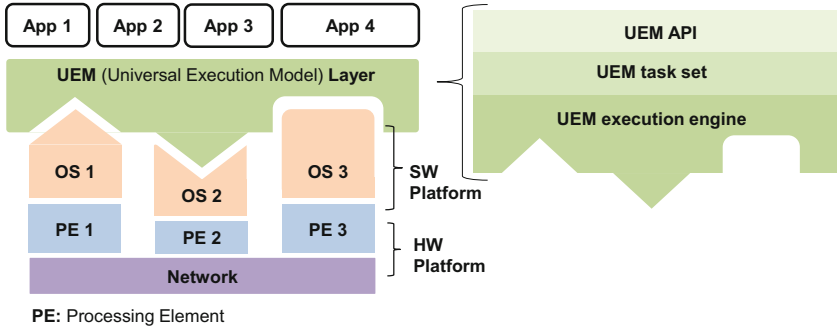 App 1 App 2 App 3 App 4
UEM (Universal Execution Model) Layer
OS 1
OS 2
OS 3
SW
Platform
PE 1
PE 2
PE 3
HW
Platform
Network
PE: Processing Element
UEM API
UEM task set
UEM execution engine